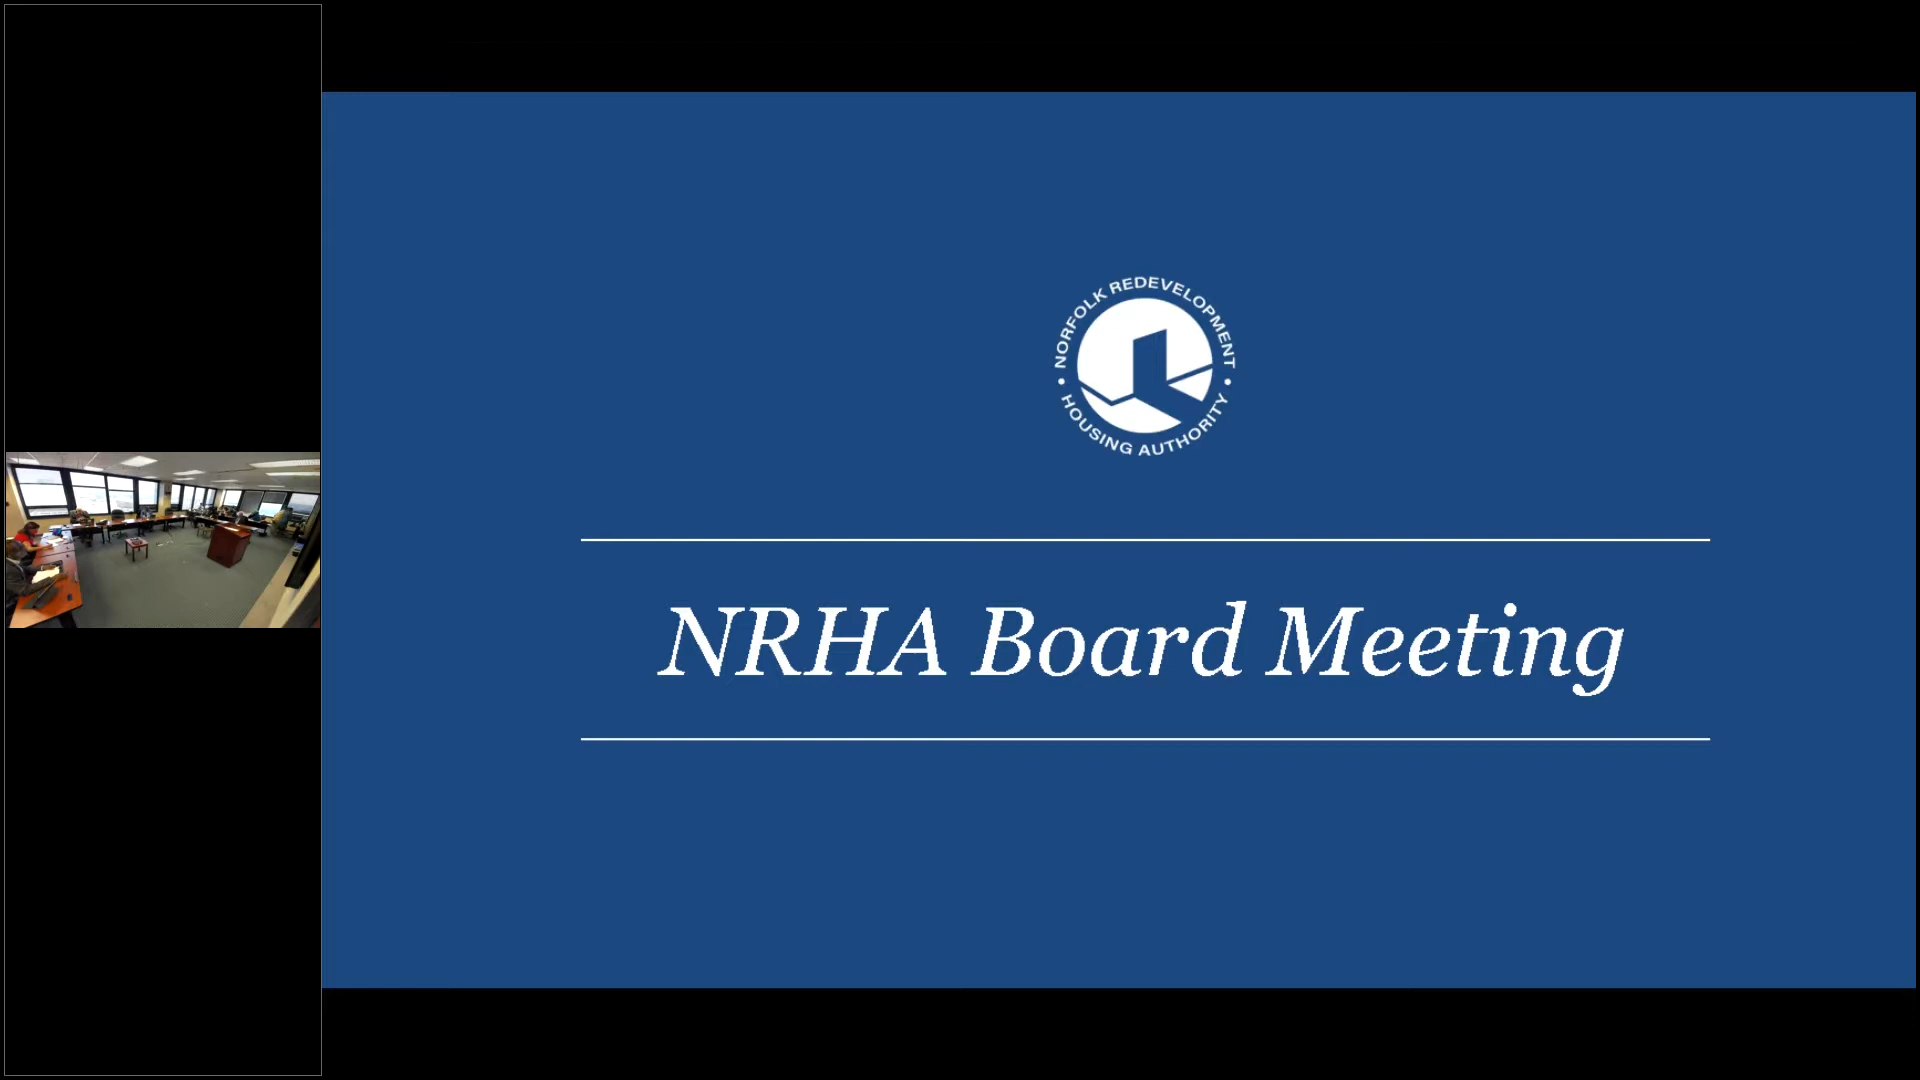 NORFOLK REDEVELOPMENT
• HOUSING AUTHORITY •
NRHA Board Meeting